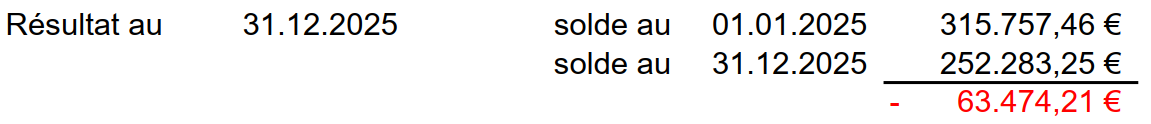 Résultat au 31.12.2025 solde au 01.01.2025 315.757,46 €
solde au 31.12.2025 252.283,25 €
- 63.474,21 €